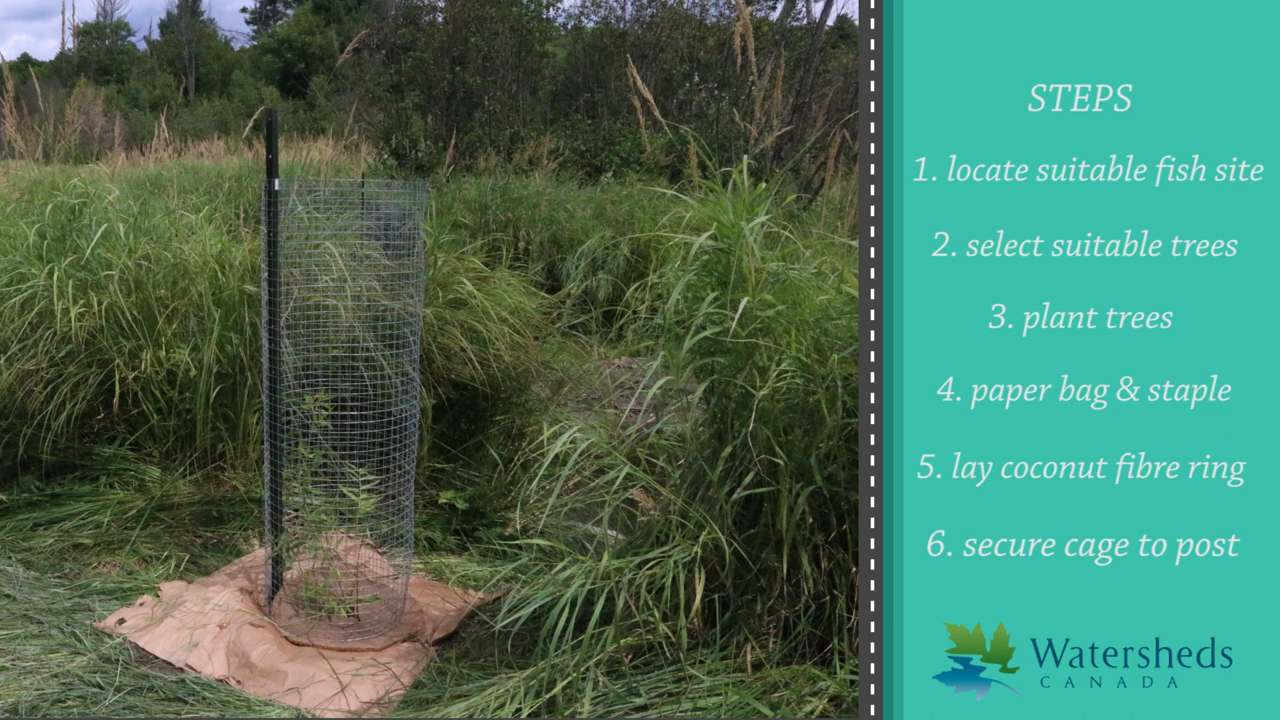 STEPS
1. locate suitable fish site
2. select suitable trees
3. plant trees
4. paper bag & staple
5. lay coconut fibre ring
6. secure cage to post
Watersheds
CANADA